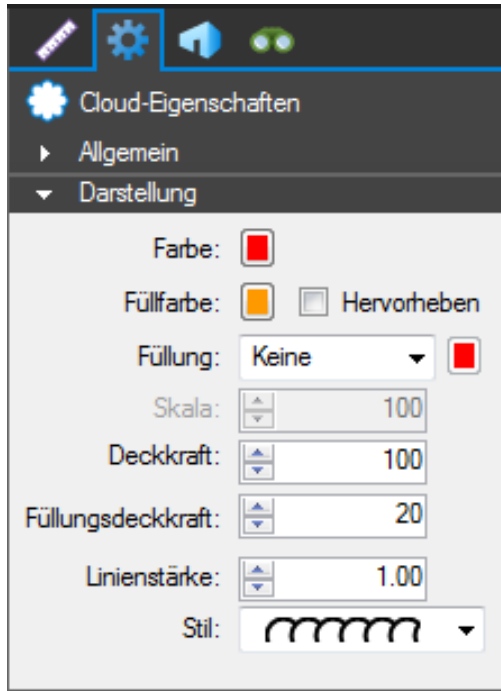 Cloud-Eigenschaften
Allgemein
Darstellung
Farbe:
Füllfarbe: Hervorheben
Füllung: Keine
Skala: 100
Deckkraft: 100
Füllungsdeckkraft: 20
Linienstärke: 1.00
Stil: